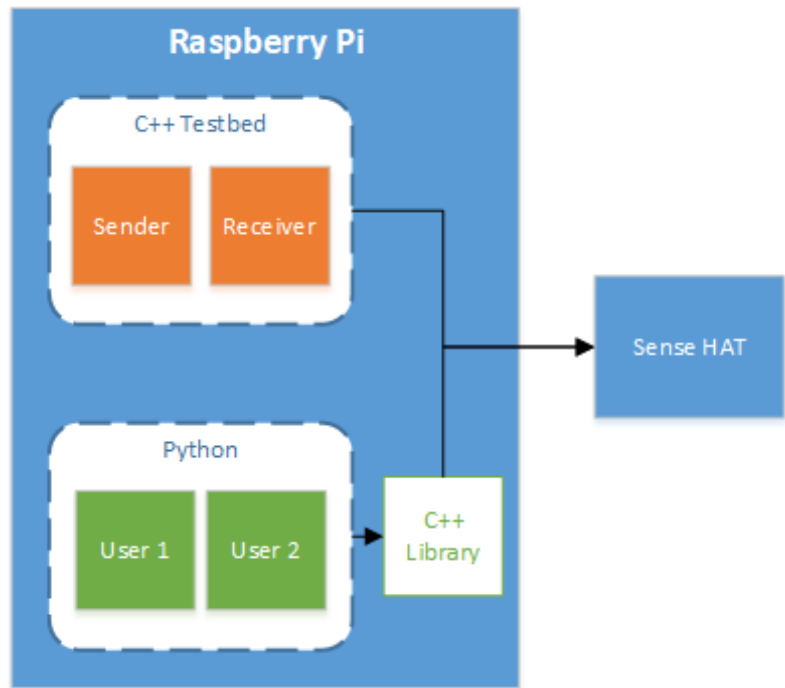 Raspberry Pi
C++ Testbed
Sender
Receiver
Sense HAT
Python
User 1
User 2
C++
Library